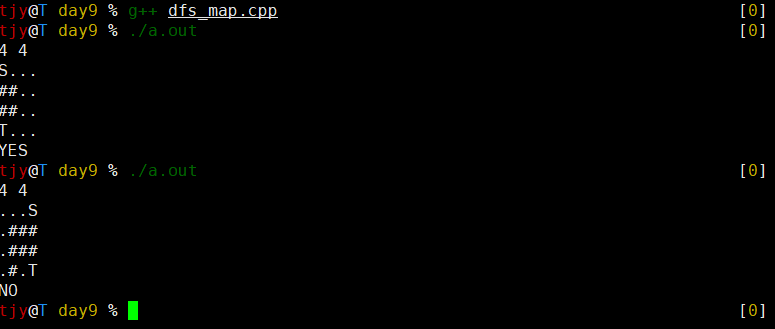 tjy@T day9 % g++ dfs_map.cpp [0]
tjy@T day9 % ./a.out [0]
4 4
S...
##..
##..
T...
YES
tjy@T day9 % ./a.out [0]
4 4
...S
.###
.###
.#.T
NO
tjy@T day9 % [0]